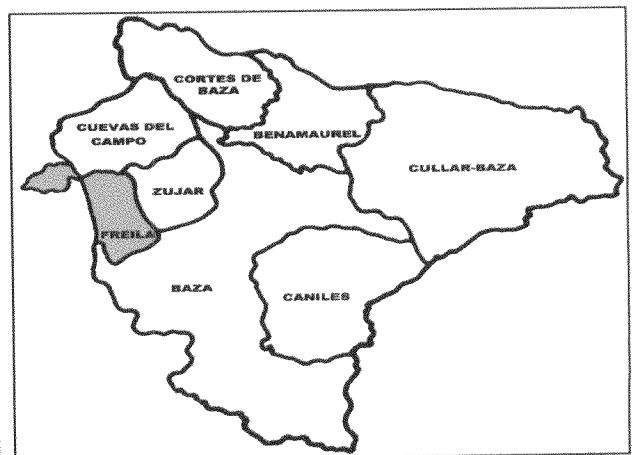 CORTES DE
BAZA
CUEVAS DEL
CAMPO
BENAMAUREL
CULLAR-BAZA
ZUJAR
FREILA
BAZA
CANILES